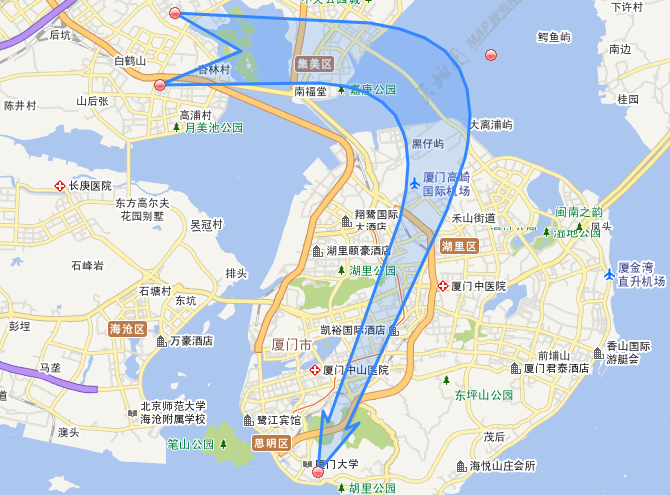 下许村
后坑
鳄鱼屿
南边
白鹤山
集美区
杏林村
南福堂
嘉庚公园
桂园
陈井村
山后张
高浦村
月美池公园
大离浦屿
黑仔屿
厦门高崎
国际机场
长庚医院
东方高尔夫
花园别墅
吴冠村
翔鹭国际
大酒店
禾山街道
闽南之韵
凤头
湿地公园
湖里区
湖里颐豪酒店
湖里公园
石峰岩
排头
厦金湾
直升机场
石塘村
东坑
厦门中医院
彭埕
海沧区
万豪酒店
凯裕国际酒店
厦门市
香山国际
游艇会
前埔山
厦门君泰酒店
马垄
厦门中山医院
东坪山公园
北京师范大学
海沧附属学校
鹭江宾馆
澳头
笔山公园
思明区
茂后
厦门大学
海悦山庄会所
胡里公园